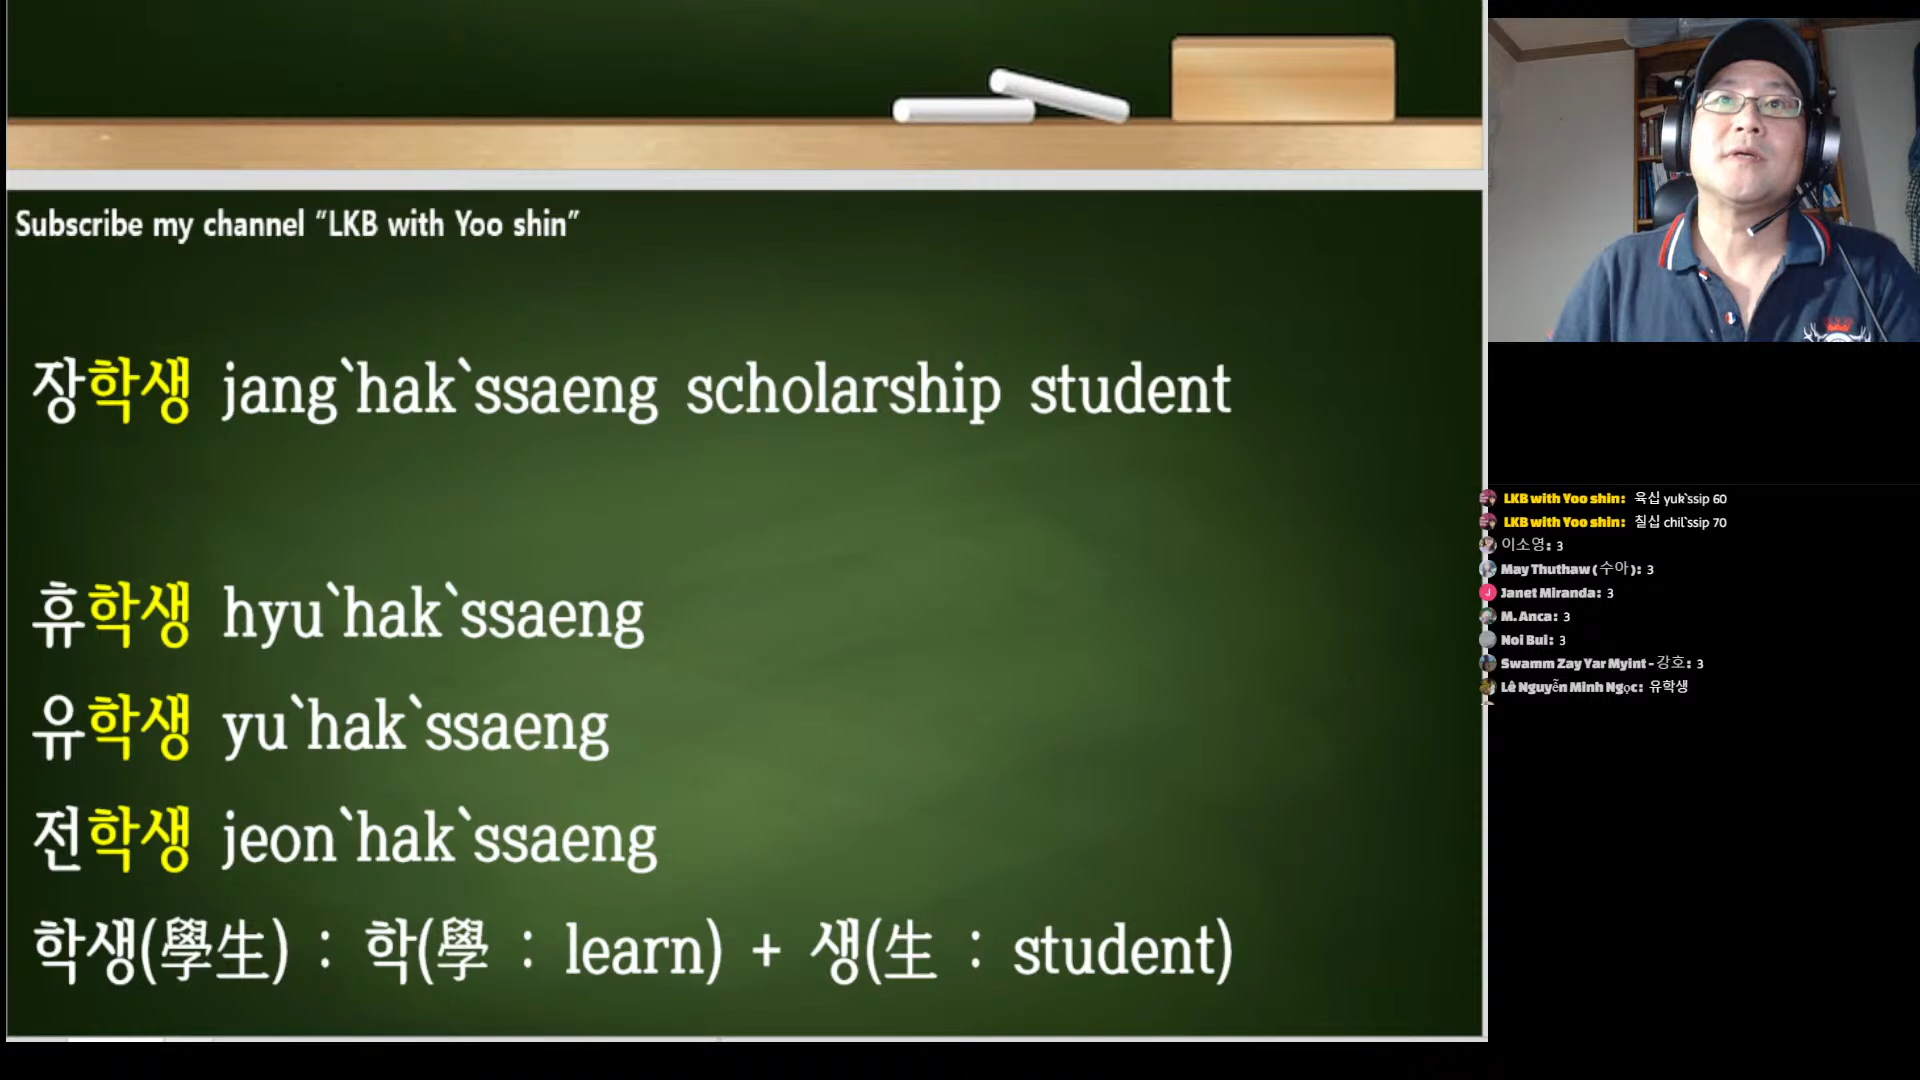 Subscribe my channel “LKB with Yoo shin”
장학생 jang`hak`ssaeng scholarship student
휴학생 hyu`hak`ssaeng
유학생 yu`hak`ssaeng
전학생 jeon`hak`ssaeng
학생(學生) : 학(學 : learn) + 생(生 : student)
LKB with Yoo shin: 육십 yuk`ssip 60
LKB with Yoo shin: 칠십 chil`ssip 70
이소영: 3
May Thuthaw (수아): 3
Janet Miranda: 3
M. Anca: 3
Noi Bui: 3
Swamm Zay Yar Myint - 강호: 3
Lê Nguyễn Minh Ngọc: 유학생